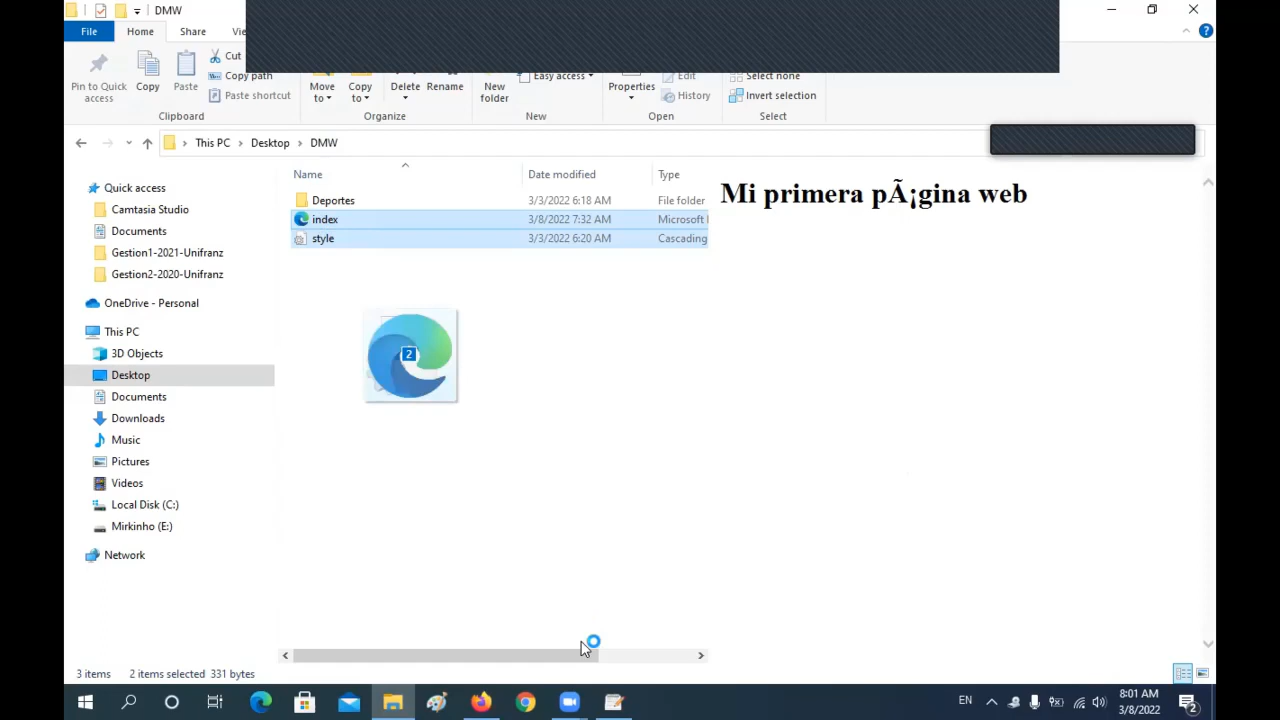 DMW
File Home Share Vie
Pin to Quick access
Copy
Paste
Cut
Copy path
Paste shortcut
Clipboard
Move to
Copy to
Delete
Rename
Organize
New folder
Easy access
New
Properties
Edit
History
Open
Select none
Invert selection
Select
This PC > Desktop > DMW
Name Date modified Type
Deportes 3/3/2022 6:18 AM File folder
index 3/8/2022 7:32 AM Microsoft
style 3/3/2022 6:20 AM Cascading
Mi primera pÃ¡gina web
2
Quick access
Camtasia Studio
Documents
Gestion1-2021-Unifranz
Gestion2-2020-Unifranz
OneDrive - Personal
This PC
3D Objects
Desktop
Documents
Downloads
Music
Pictures
Videos
Local Disk (C:)
Mirkinho (E:)
Network
3 items 2 items selected 331 bytes
EN
8:01 AM
3/8/2022
2